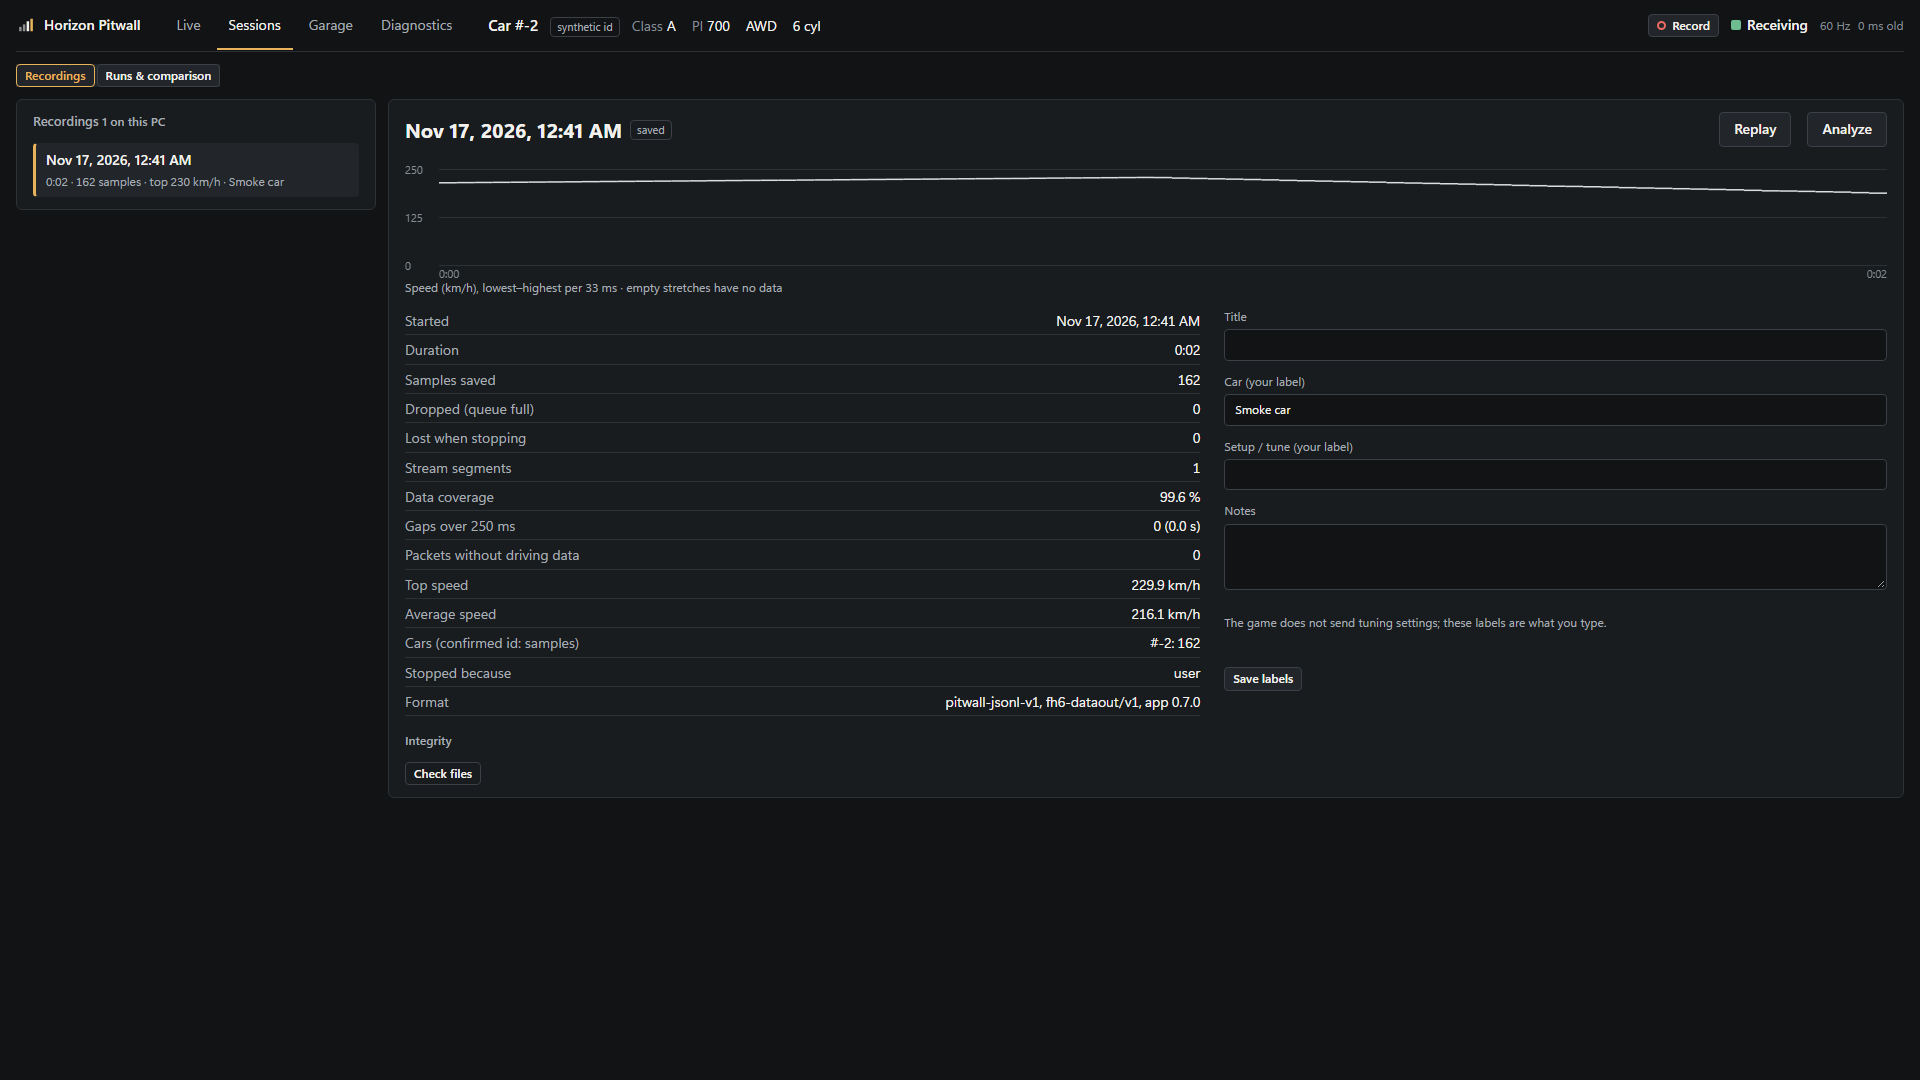 Horizon Pitwall Live Sessions Garage Diagnostics Car #-2 synthetic id Class A PI 700 AWD 6 cyl Record Receiving 60 Hz 0 ms old
Recordings Runs & comparison
Recordings 1 on this PC
Nov 17, 2026, 12:41 AM
0:02 · 162 samples · top 230 km/h · Smoke car
Nov 17, 2026, 12:41 AM saved Replay Analyze
250
125
0
0:00 0:02
Speed (km/h), lowest–highest per 33 ms · empty stretches have no data
Started Nov 17, 2026, 12:41 AM
Duration 0:02
Samples saved 162
Dropped (queue full) 0
Lost when stopping 0
Stream segments 1
Data coverage 99.6 %
Gaps over 250 ms 0 (0.0 s)
Packets without driving data 0
Top speed 229.9 km/h
Average speed 216.1 km/h
Cars (confirmed id: samples) #-2: 162
Stopped because user
Format pitwall-jsonl-v1, fh6-dataout/v1, app 0.7.0
Integrity
Check files
Title
Car (your label)
Smoke car
Setup / tune (your label)
Notes
The game does not send tuning settings; these labels are what you type.
Save labels